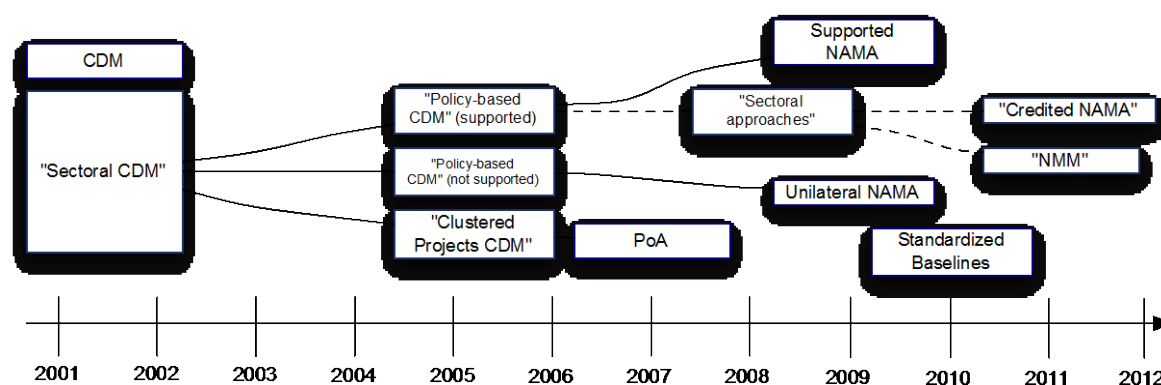 CDM
"Sectoral CDM"
"Policy-based
CDM" (supported)
"Policy-based
CDM" (not supported)
"Clustered
Projects CDM"
PoA
Supported
NAMA
"Sectoral
approaches"
Unilateral NAMA
Standardized
Baselines
"Credited NAMA"
"NMM"
2001 2002 2003 2004 2005 2006 2007 2008 2009 2010 2011 2012